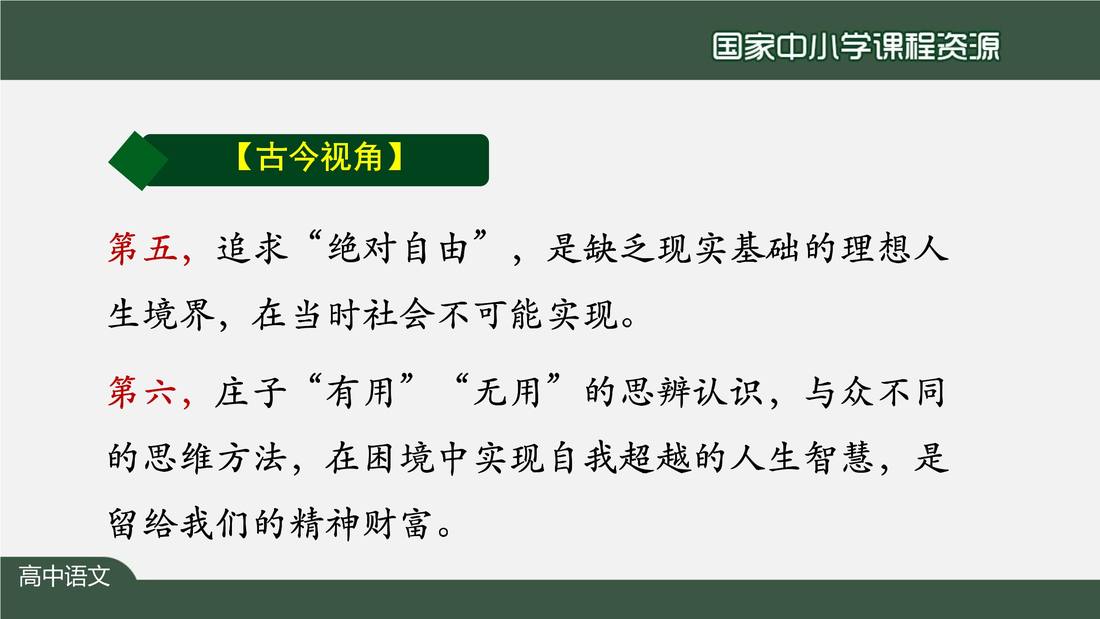 国家中小学课程资源
【古今视角】
第五，追求“绝对自由”，是缺乏现实基础的理想人
生境界，在当时社会不可能实现。
第六，庄子“有用”“无用”的思辨认识，与众不同
的思维方法，在困境中实现自我超越的人生智慧，是
留给我们的精神财富。
高中语文